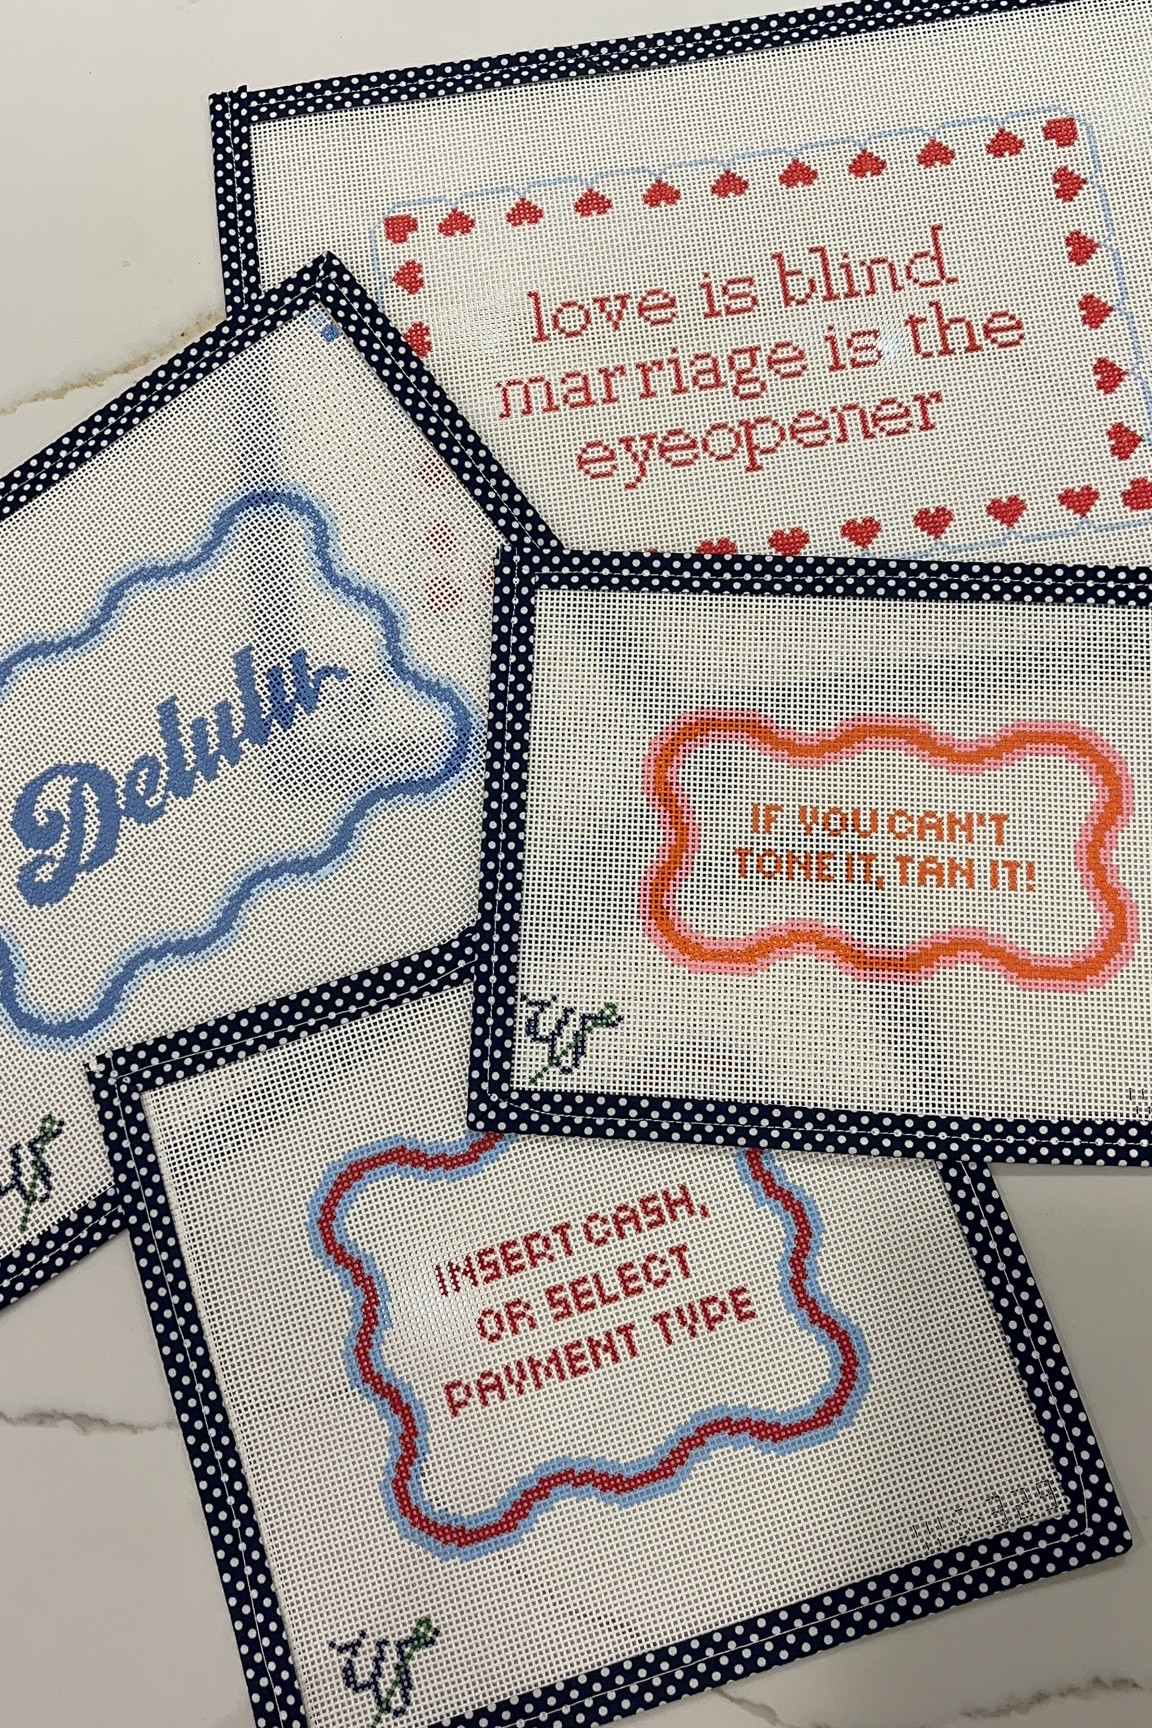 love is blind
marriage is the
eyeopener
Delulu
IF YOU CAN'T
TONE IT, TAN IT!
INSERT CASH,
OR SELECT
PAYMENT TYPE